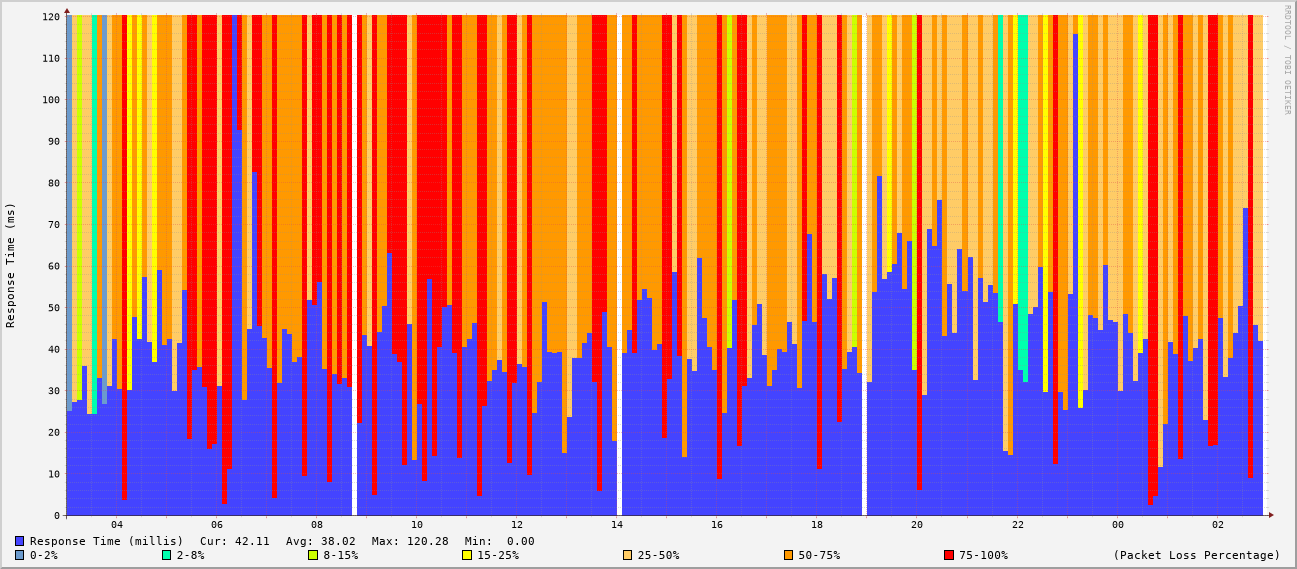 RRDTOOL / TOBI OETIKER
Response Time (ms)
120
110
100
90
80
70
60
50
40
30
20
10
0
04 06 08 10 12 14 16 18 20 22 00 02
Response Time (millis) Cur: 42.11 Avg: 38.02 Max: 120.28 Min: 0.00
0-2% 2-8% 8-15% 15-25% 25-50% 50-75% 75-100% (Packet Loss Percentage)